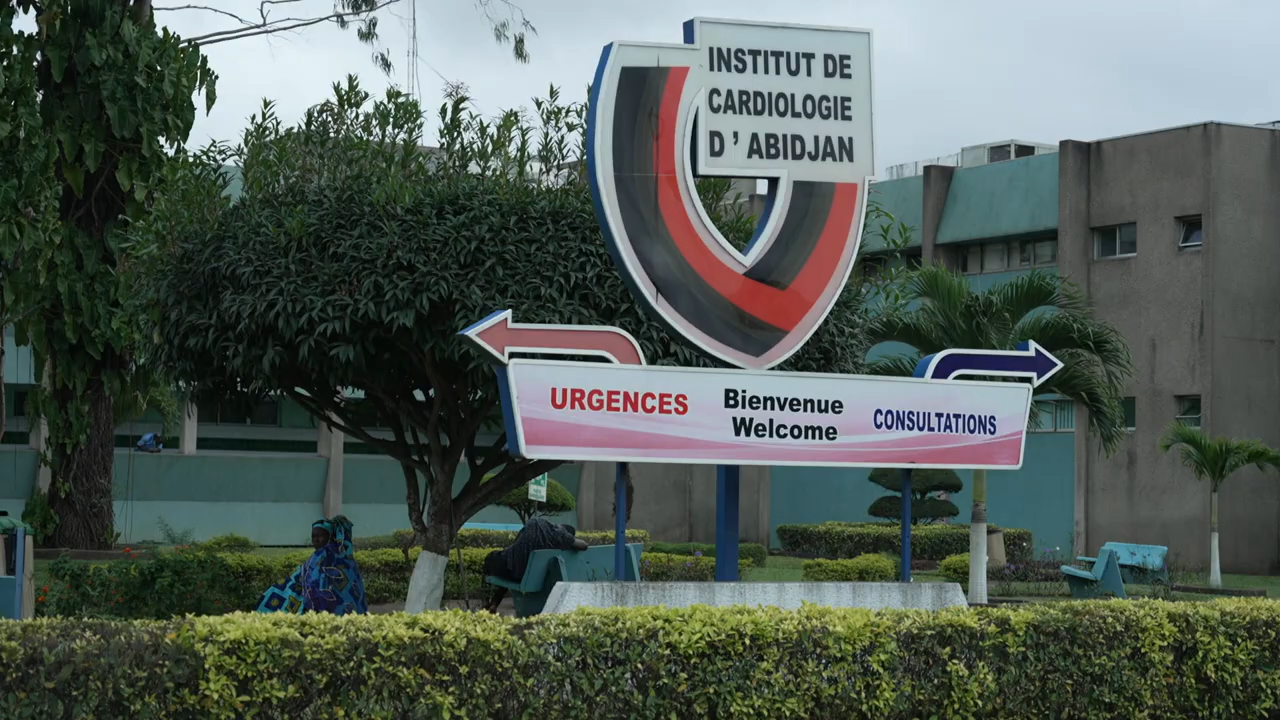 INSTITUT DE
CARDIOLOGIE
D'ABIDJAN
URGENCES
Bienvenue
Welcome
CONSULTATIONS